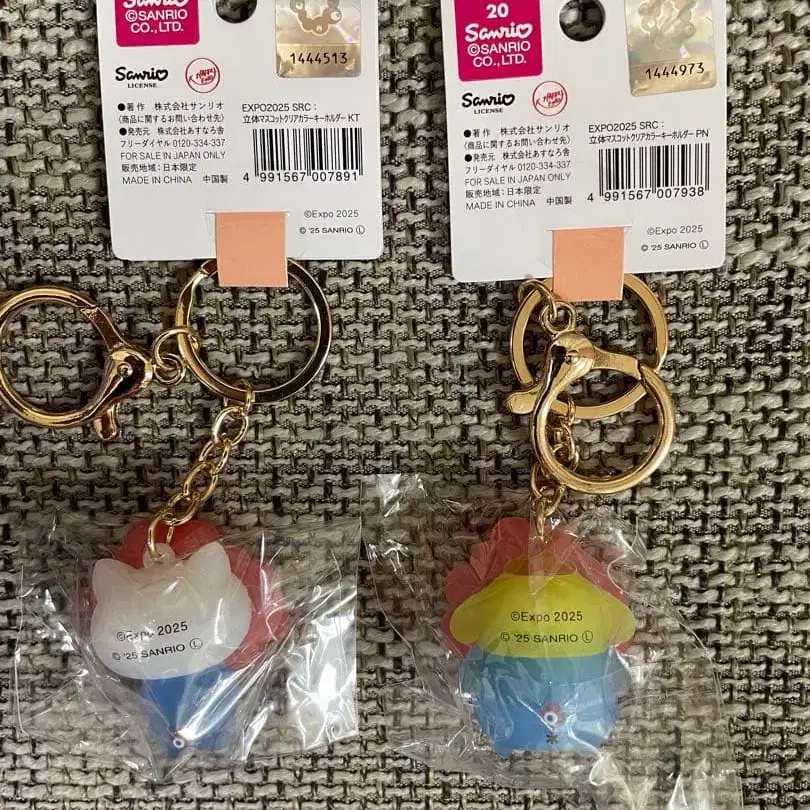 Sanrio
©SANRIO
CO.,LTD.
1444513
Sanrio
LICENSE
●著作 株式会社サンリオ
(商品に関するお問い合わせ先)
●発売元 株式会社あすなろ舎
フリーダイヤル 0120-334-337
FOR SALE IN JAPAN ONLY
販売地域：日本限定
MADE IN CHINA 中国製
EXPO2025 SRC：
立体マスコットクリアカラーキーホルダー KT
4 991567 007891
©Expo 2025
© '25 SANRIO Ⓛ
20
Sanrio
©SANRIO
CO.,LTD.
1444973
Sanrio
LICENSE
●著作 株式会社サンリオ
(商品に関するお問い合わせ先)
●発売元 株式会社あすなろ舎
フリーダイヤル 0120-334-337
FOR SALE IN JAPAN ONLY
販売地域：日本限定
MADE IN CHINA 中国製
EXPO2025 SRC：
立体マスコットクリアカラーキーホルダー PN
4 991567 007938
©Expo 2025
© '25 SANRIO Ⓛ
©Expo 2025
© '25 SANRIO Ⓛ
©Expo 2025
© '25 SANRIO Ⓛ